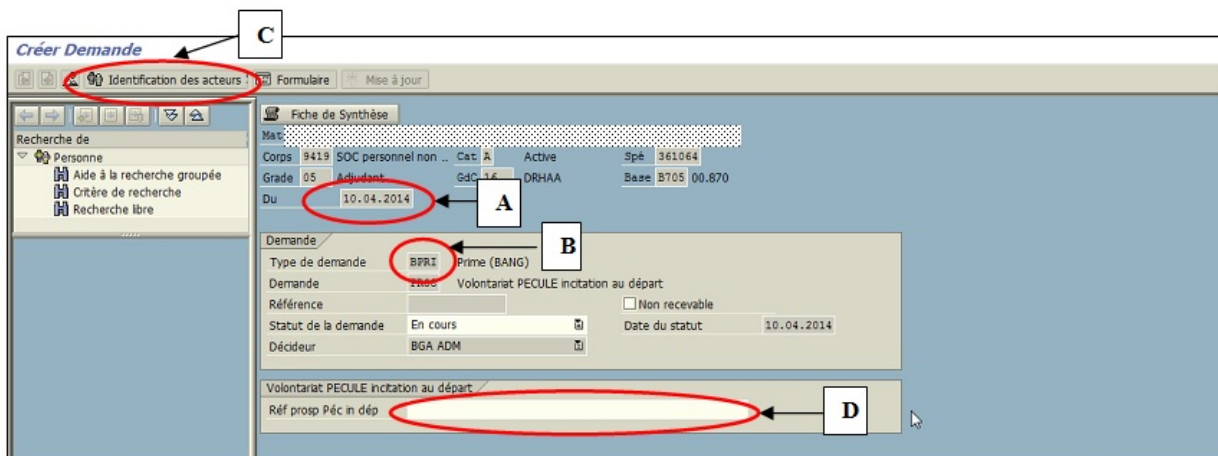 C
Créer Demande
Identification des acteurs Formulaire Mise à jour
Recherche de
Personne
Aide à la recherche groupée
Critère de recherche
Recherche libre
Fiche de Synthèse
Mat
Corps 9419 SOC personnel non .. Cat A Active Spé 361064
Grade 05 Adjudant GdC 16 DRHAA Base B705 00.870
Du 10.04.2014
A
Demande
B
Type de demande BPRI Prime (BANG)
Demande Volontariat PECULE incitation au départ
Référence Non recevable
Statut de la demande En cours Date du statut 10.04.2014
Décideur BGA ADM
Volontariat PECULE incitation au départ
Réf prosp Péc in dép
D